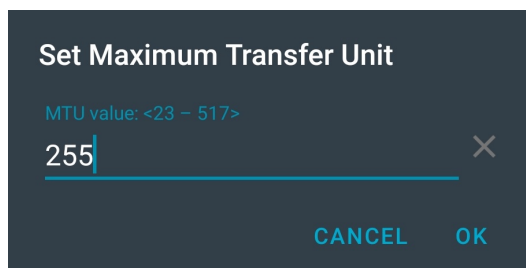 Set Maximum Transfer Unit
MTU value: <23 – 517>
255
CANCEL OK